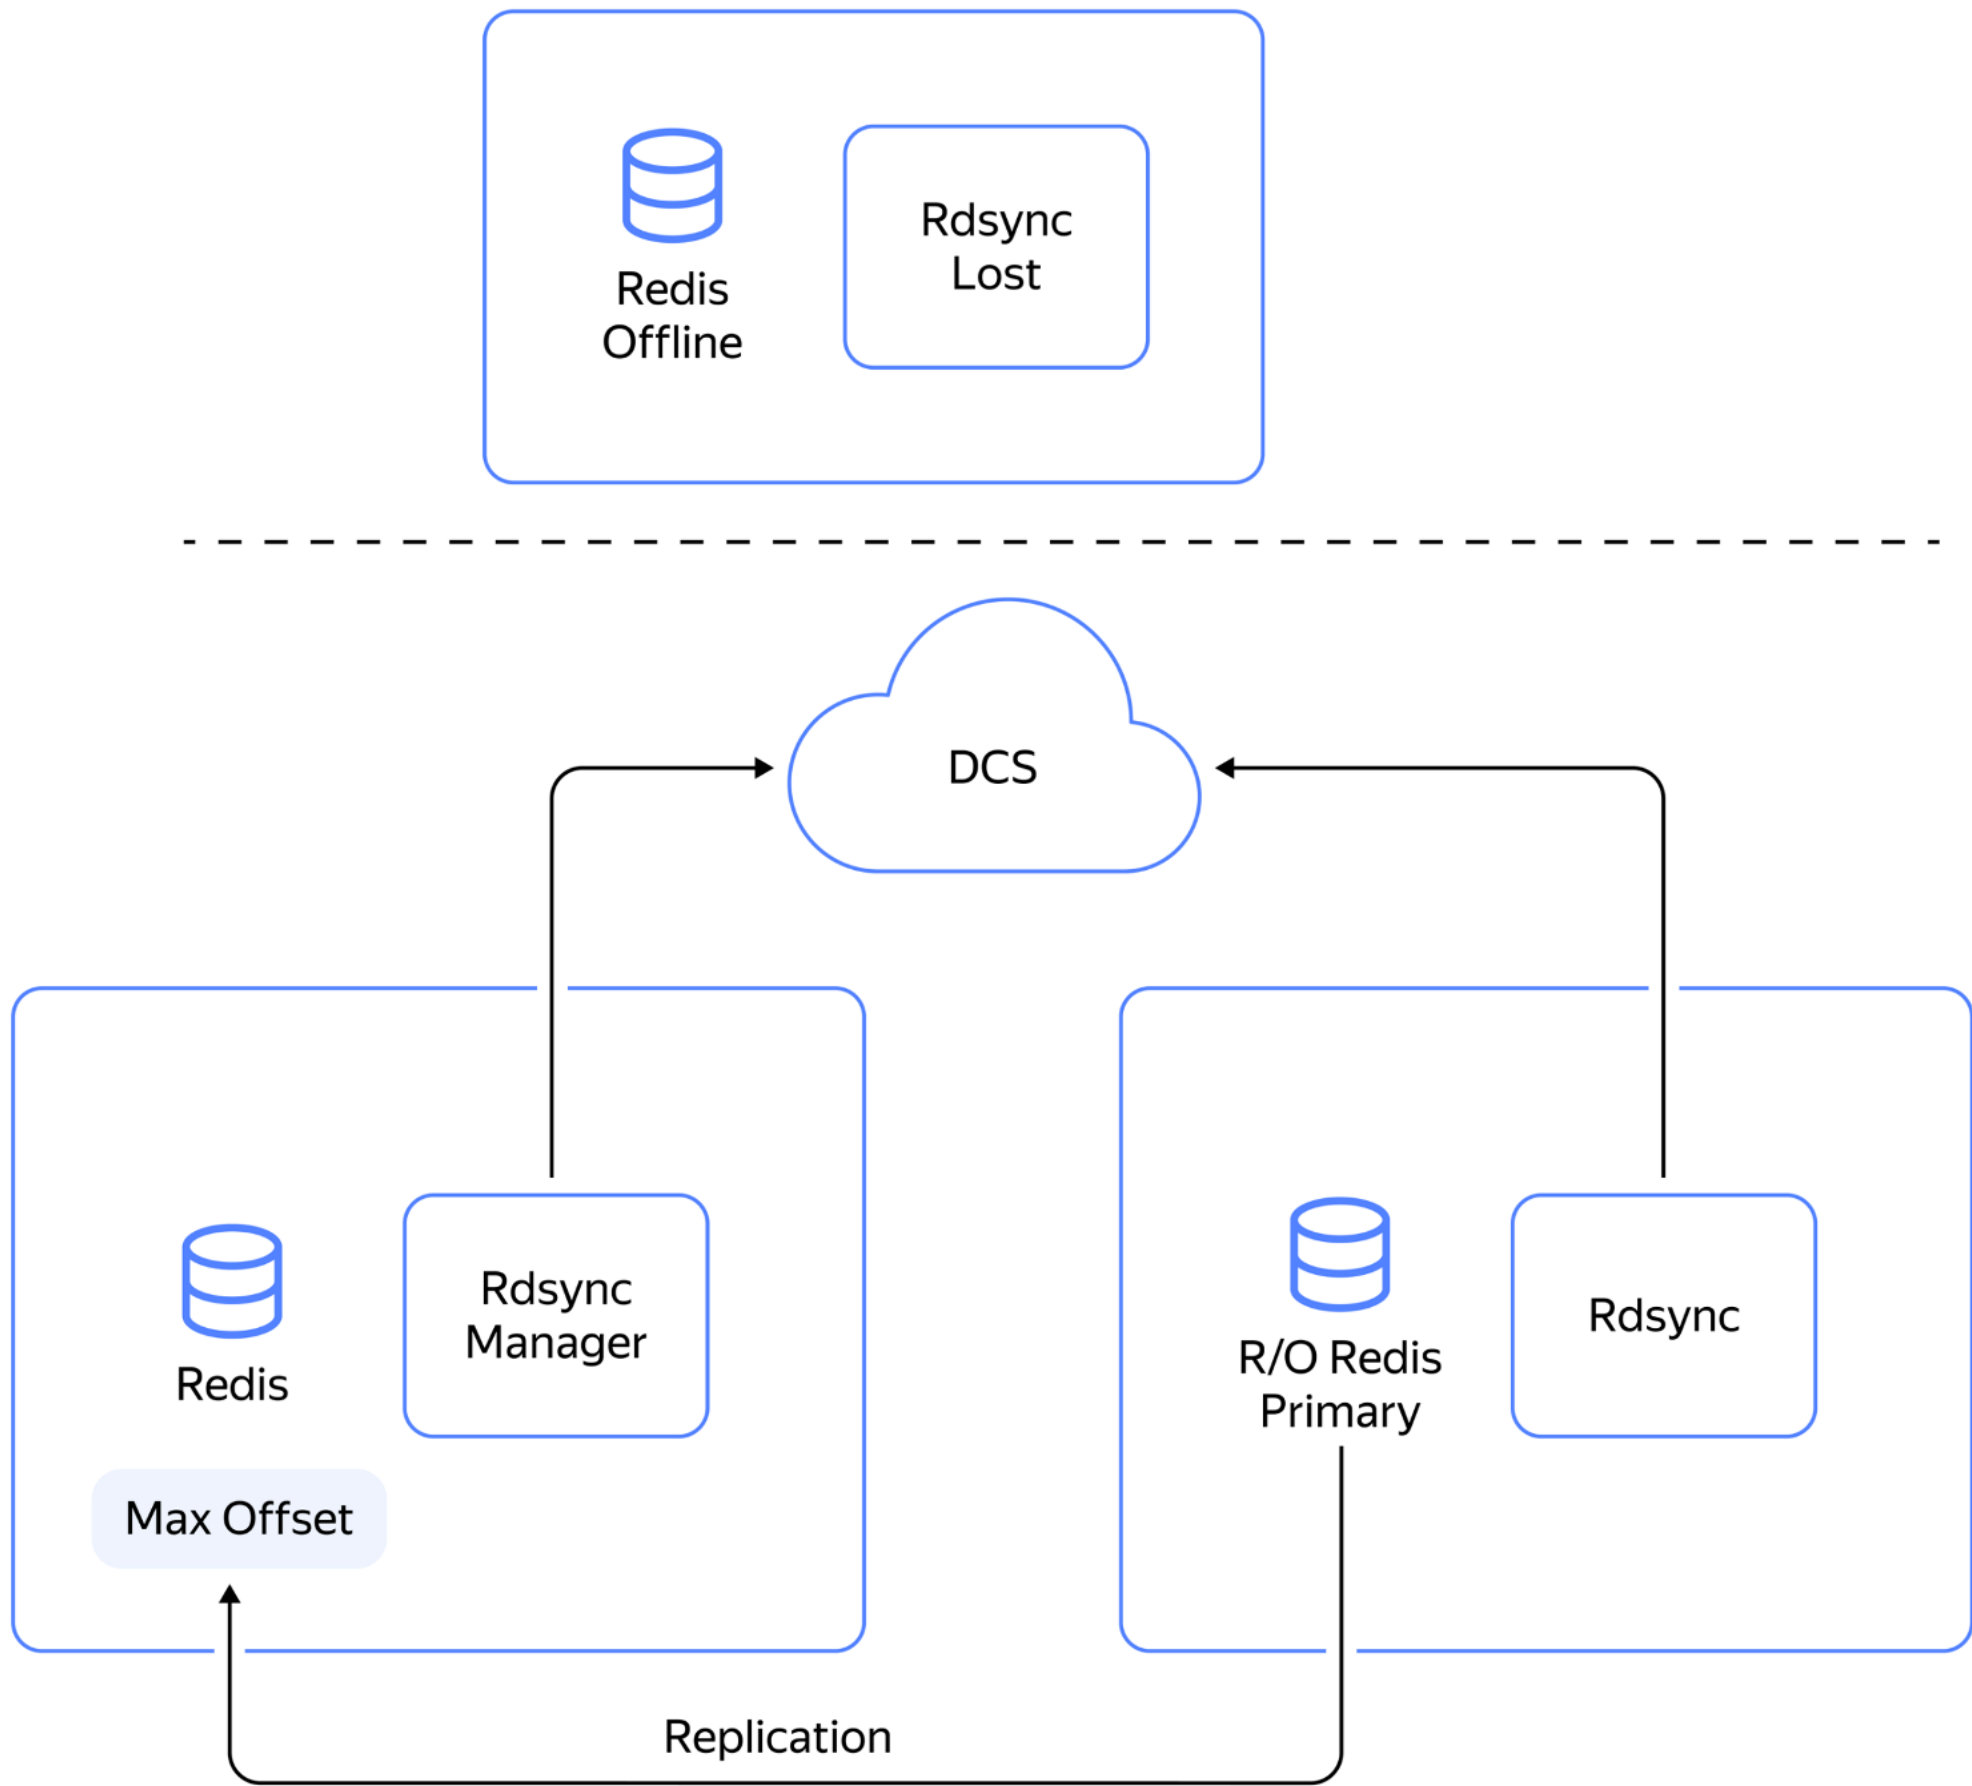 Redis
Offline
Rdsync
Lost
DCS
Redis
Max Offset
Rdsync
Manager
R/O Redis
Primary
Rdsync
Replication